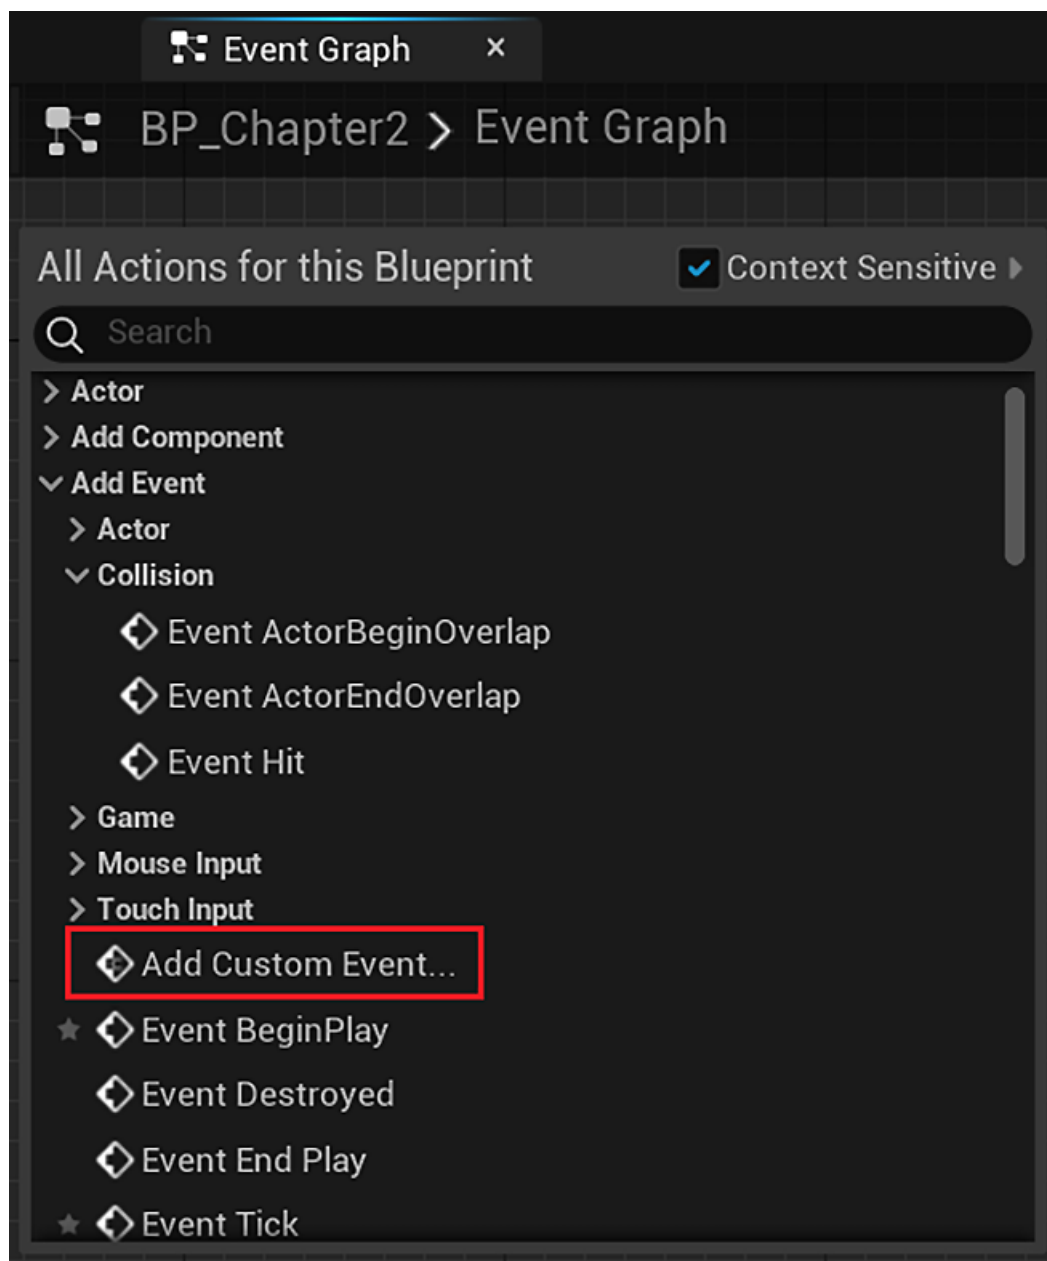 Event Graph
BP_Chapter2 > Event Graph
All Actions for this Blueprint Context Sensitive
Search
Actor
Add Component
Add Event
Actor
Collision
Event ActorBeginOverlap
Event ActorEndOverlap
Event Hit
Game
Mouse Input
Touch Input
Add Custom Event...
Event BeginPlay
Event Destroyed
Event End Play
Event Tick